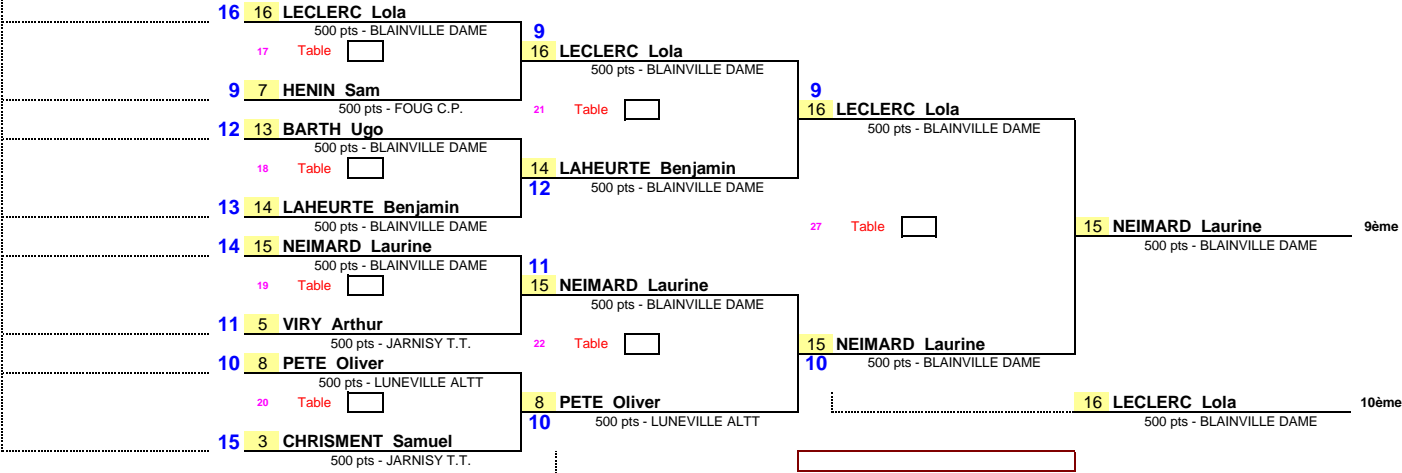 16 16 LECLERC Lola
500 pts - BLAINVILLE DAME 9
17 Table 16 LECLERC Lola
500 pts - BLAINVILLE DAME
9 7 HENIN Sam 9
500 pts - FOUG C.P. 21 Table 16 LECLERC Lola
12 13 BARTH Ugo 500 pts - BLAINVILLE DAME
500 pts - BLAINVILLE DAME
18 Table 14 LAHEURTE Benjamin
12 500 pts - BLAINVILLE DAME
13 14 LAHEURTE Benjamin
500 pts - BLAINVILLE DAME 27 Table 15 NEIMARD Laurine 9ème
14 15 NEIMARD Laurine 500 pts - BLAINVILLE DAME
500 pts - BLAINVILLE DAME 11
19 Table 15 NEIMARD Laurine
500 pts - BLAINVILLE DAME
11 5 VIRY Arthur
500 pts - JARNISY T.T. 22 Table 15 NEIMARD Laurine
10 8 PETE Oliver 10 500 pts - BLAINVILLE DAME
500 pts - LUNEVILLE ALTT
20 Table 8 PETE Oliver 16 LECLERC Lola 10ème
10 500 pts - LUNEVILLE ALTT 500 pts - BLAINVILLE DAME
15 3 CHRISMENT Samuel
500 pts - JARNISY T.T.